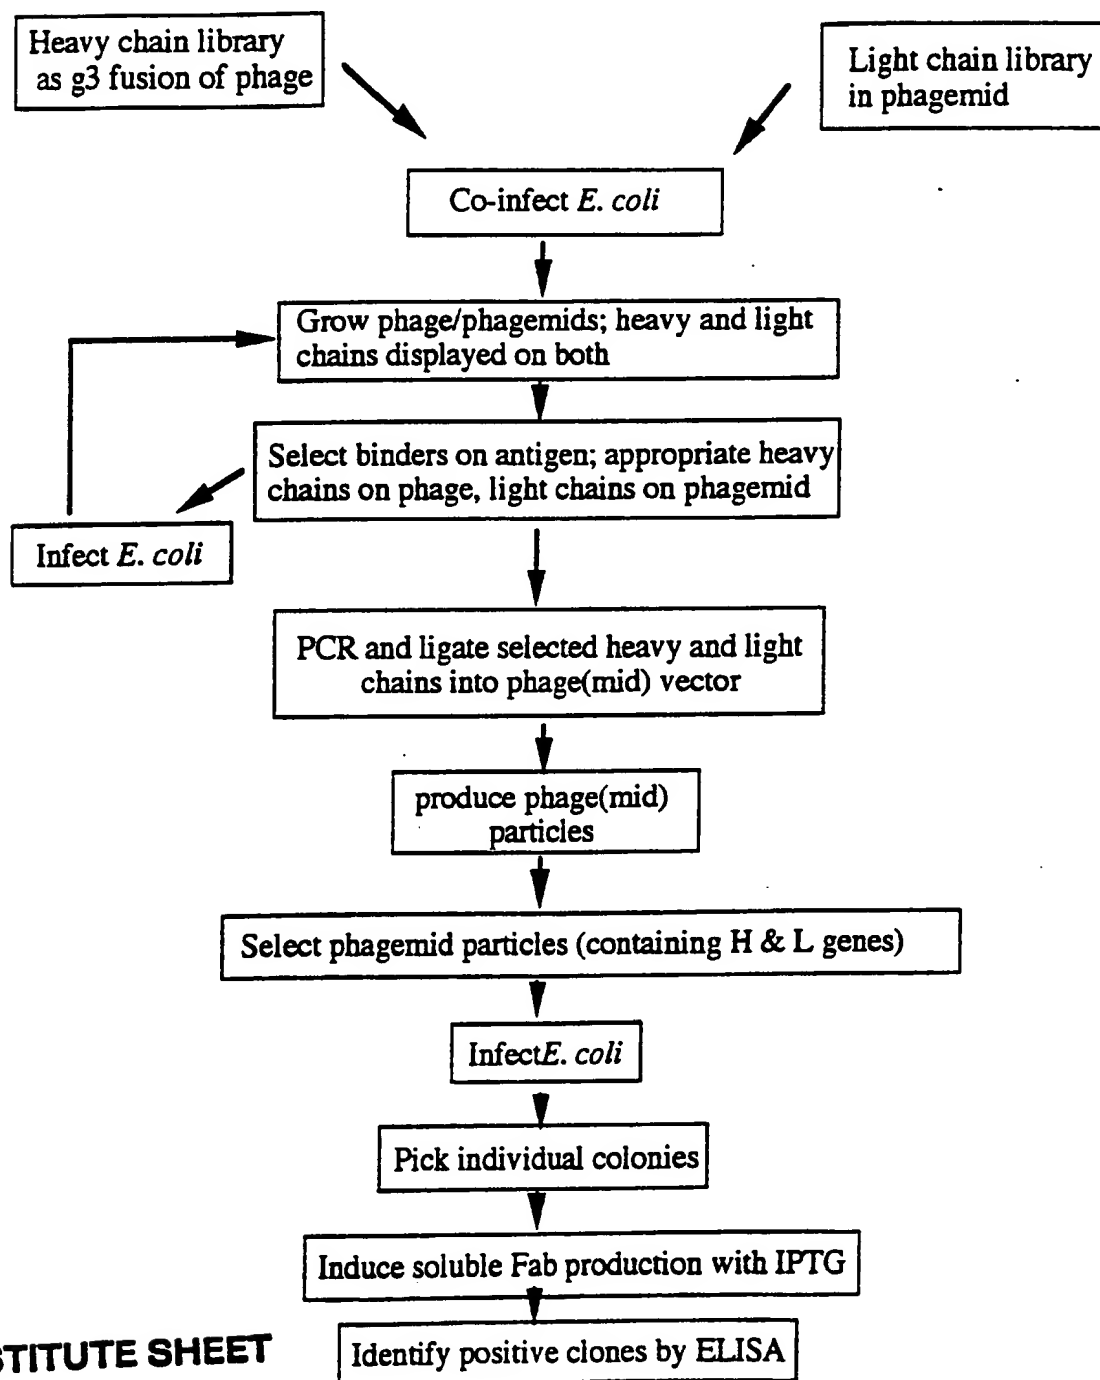 Heavy chain library
as g3 fusion of phage
Light chain library
in phagemid
Co-infect E. coli
Grow phage/phagemids; heavy and light
chains displayed on both
Select binders on antigen; appropriate heavy
chains on phage, light chains on phagemid
Infect E. coli
PCR and ligate selected heavy and light
chains into phage(mid) vector
produce phage(mid)
particles
Select phagemid particles (containing H & L genes)
InfectE. coli
Pick individual colonies
Induce soluble Fab production with IPTG
Identify positive clones by ELISA
STITUTE SHEET